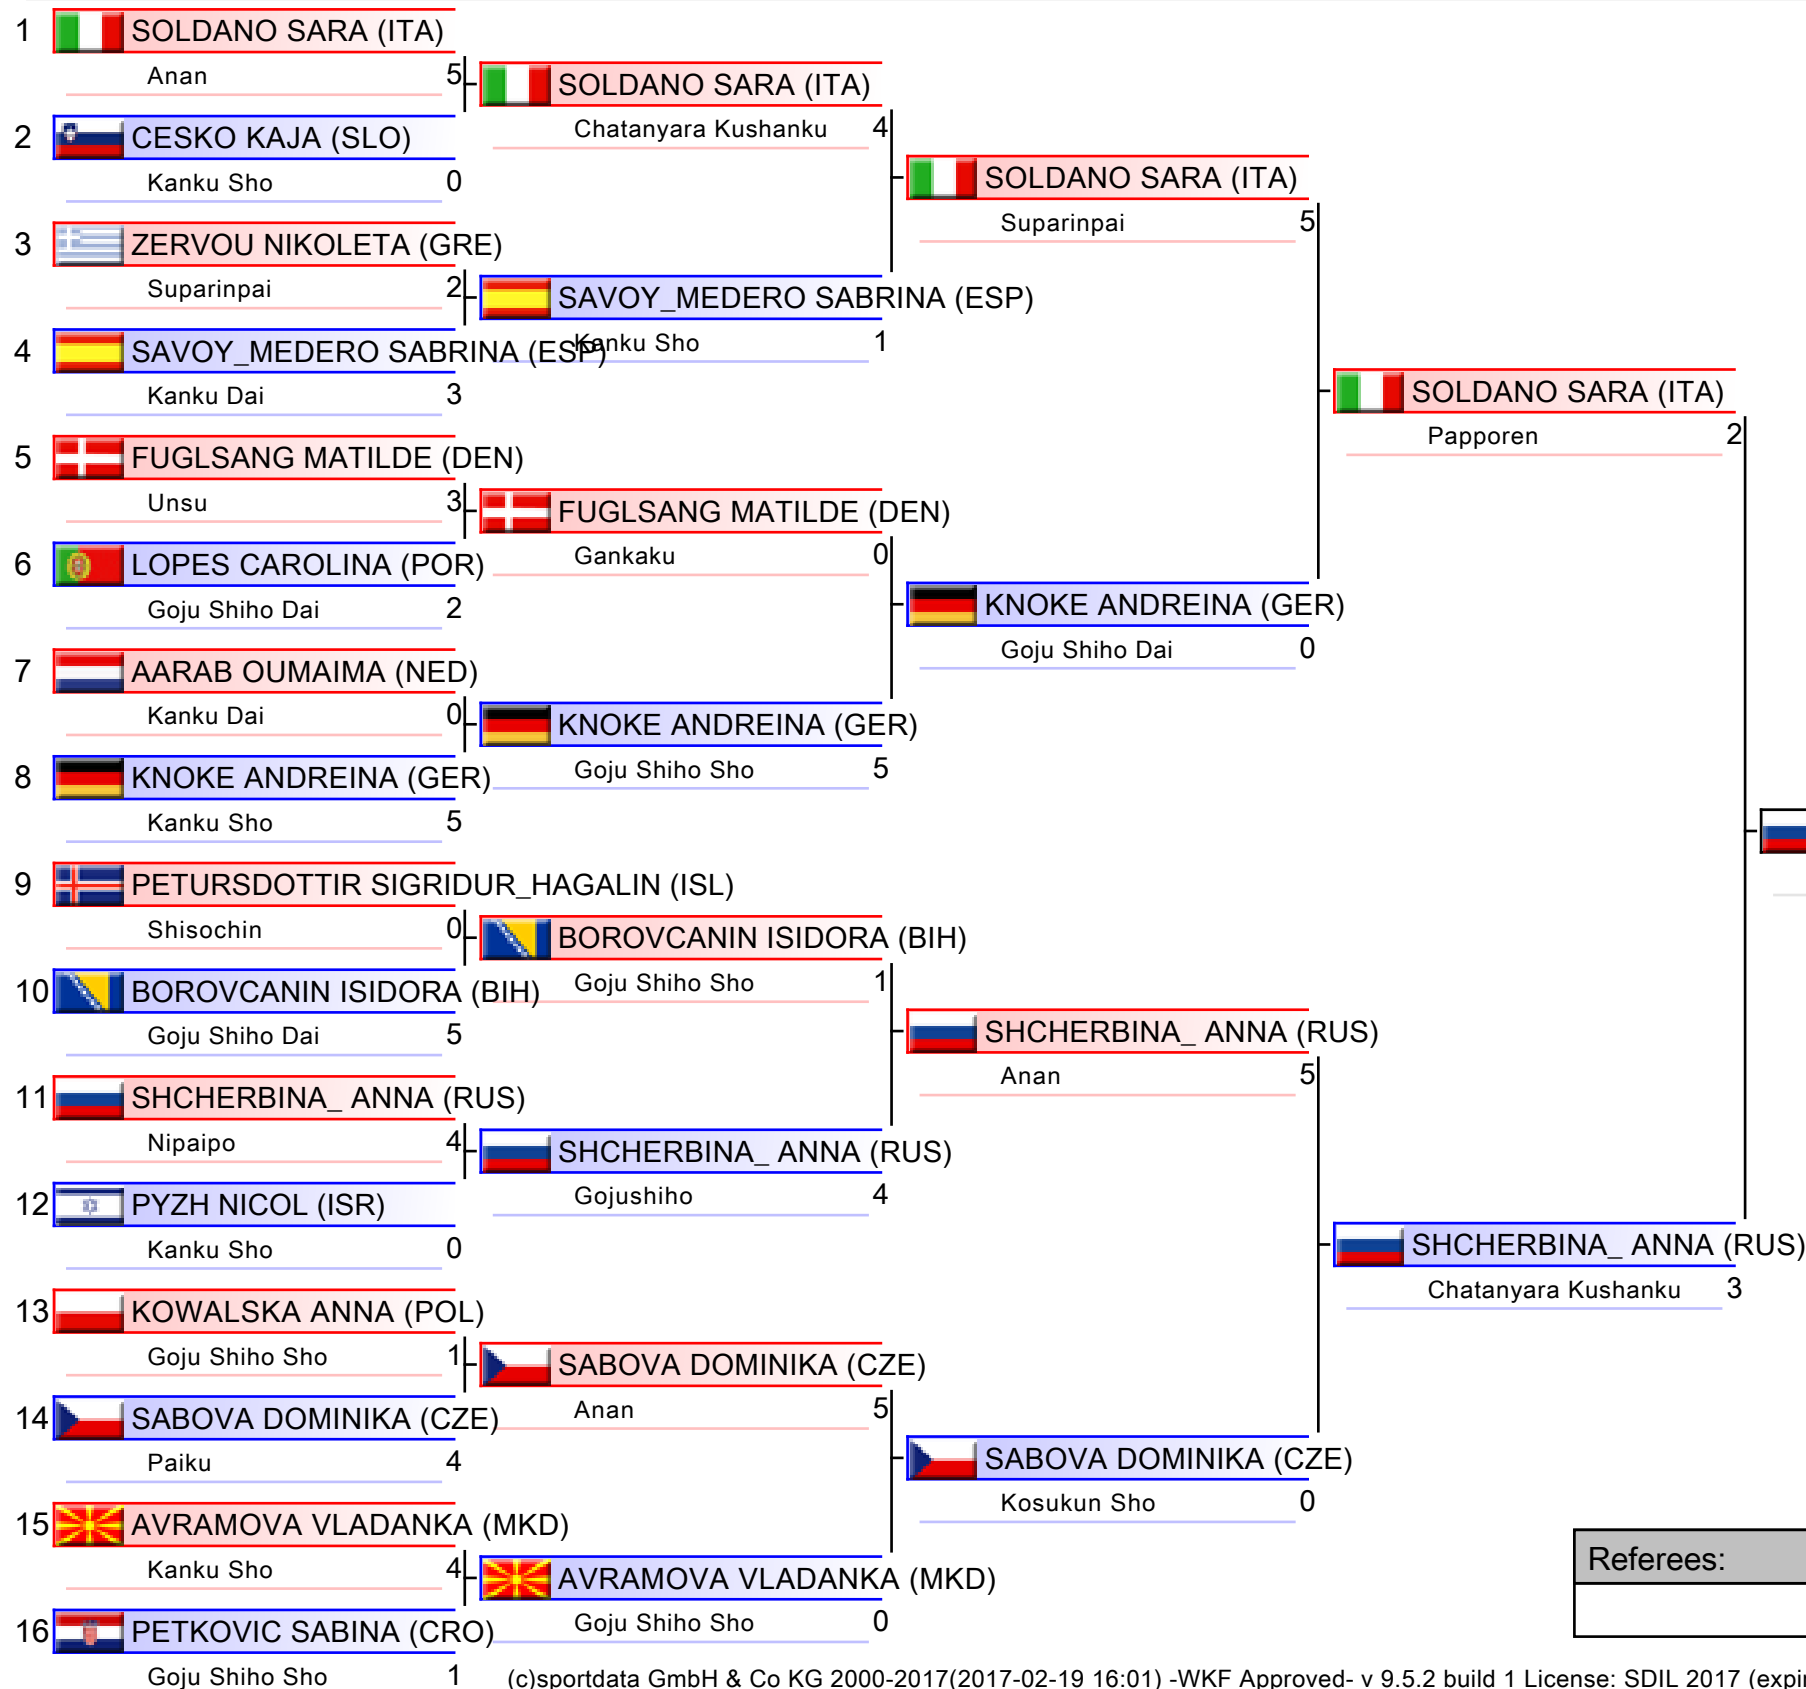 1 SOLDANO SARA (ITA)
Anan 5
2 CESKO KAJA (SLO)
Kanku Sho 0
3 ZERVOU NIKOLETA (GRE)
Suparinpai 2
4 SAVOY_MEDERO SABRINA (ESP)
Kanku Dai 3
5 FUGLSANG MATILDE (DEN)
Unsu 3
6 LOPES CAROLINA (POR)
Goju Shiho Dai 2
7 AARAB OUMAIMA (NED)
Kanku Dai 0
8 KNOKE ANDREINA (GER)
Kanku Sho 5
9 PETURSDOTTIR SIGRIDUR_HAGALIN (ISL)
Shisochin 0
10 BOROVCANIN ISIDORA (BIH)
Goju Shiho Dai 5
11 SHCHERBINA_ ANNA (RUS)
Nipaipo 4
12 PYZH NICOL (ISR)
Kanku Sho 0
13 KOWALSKA ANNA (POL)
Goju Shiho Sho 1
14 SABOVA DOMINIKA (CZE)
Paiku 4
15 AVRAMOVA VLADANKA (MKD)
Kanku Sho 4
16 PETKOVIC SABINA (CRO)
Goju Shiho Sho 1
SOLDANO SARA (ITA)
Chatanyara Kushanku 4
SAVOY_MEDERO SABRINA (ESP)
Kanku Sho 1
FUGLSANG MATILDE (DEN)
Gankaku 0
KNOKE ANDREINA (GER)
Goju Shiho Sho 5
BOROVCANIN ISIDORA (BIH)
Goju Shiho Sho 1
SHCHERBINA_ ANNA (RUS)
Gojushiho 4
SABOVA DOMINIKA (CZE)
Anan 5
AVRAMOVA VLADANKA (MKD)
Goju Shiho Sho 0
SOLDANO SARA (ITA)
Suparinpai 5
KNOKE ANDREINA (GER)
Goju Shiho Dai 0
SHCHERBINA_ ANNA (RUS)
Anan 5
SABOVA DOMINIKA (CZE)
Kosukun Sho 0
SOLDANO SARA (ITA)
Papporen 2
SHCHERBINA_ ANNA (RUS)
Chatanyara Kushanku 3
Referees:
(c)sportdata GmbH & Co KG 2000-2017(2017-02-19 16:01) -WKF Approved- v 9.5.2 build 1 License: SDIL 2017 (expir